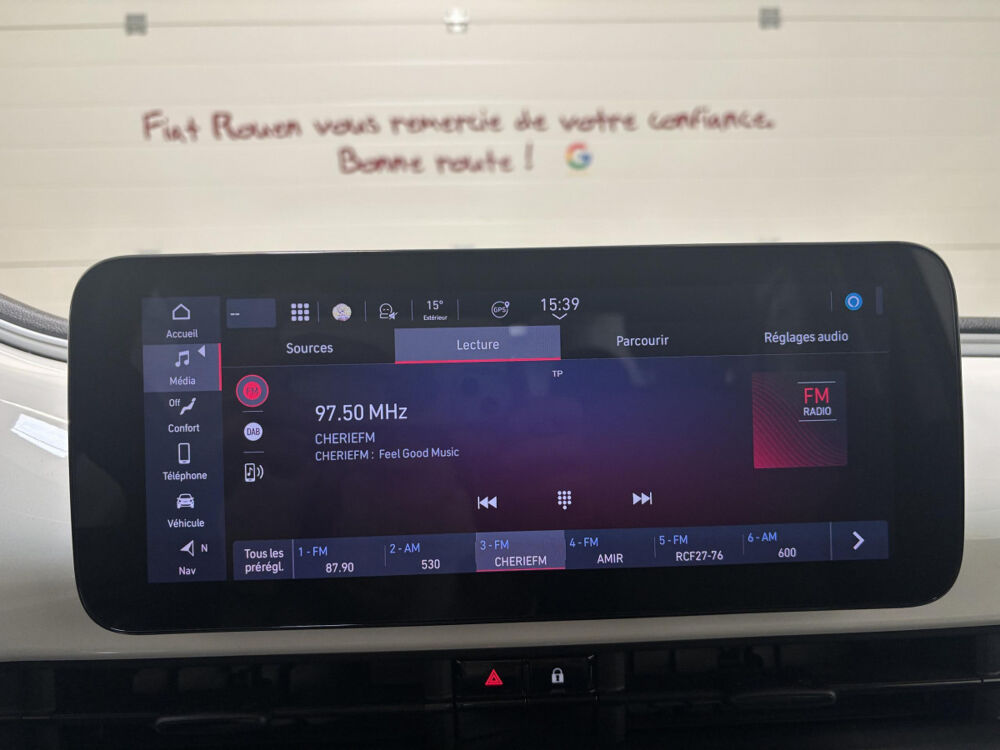 Fiat Rouen vous remercie de votre confiance.
Bonne route ! G
-- 15° Extérieur GPS 15:39
Accueil
Média
Off
Confort
Téléphone
Véhicule
N
Nav
Sources Lecture Parcourir Réglages audio
TP
FM
DAB
97.50 MHz
CHERIEFM
CHERIEFM : Feel Good Music
FM
RADIO
Tous les prérégl.
1 - FM
87.90
2 - AM
530
3 - FM
CHERIEFM
4 - FM
AMIR
5 - FM
RCF27-76
6 - AM
600